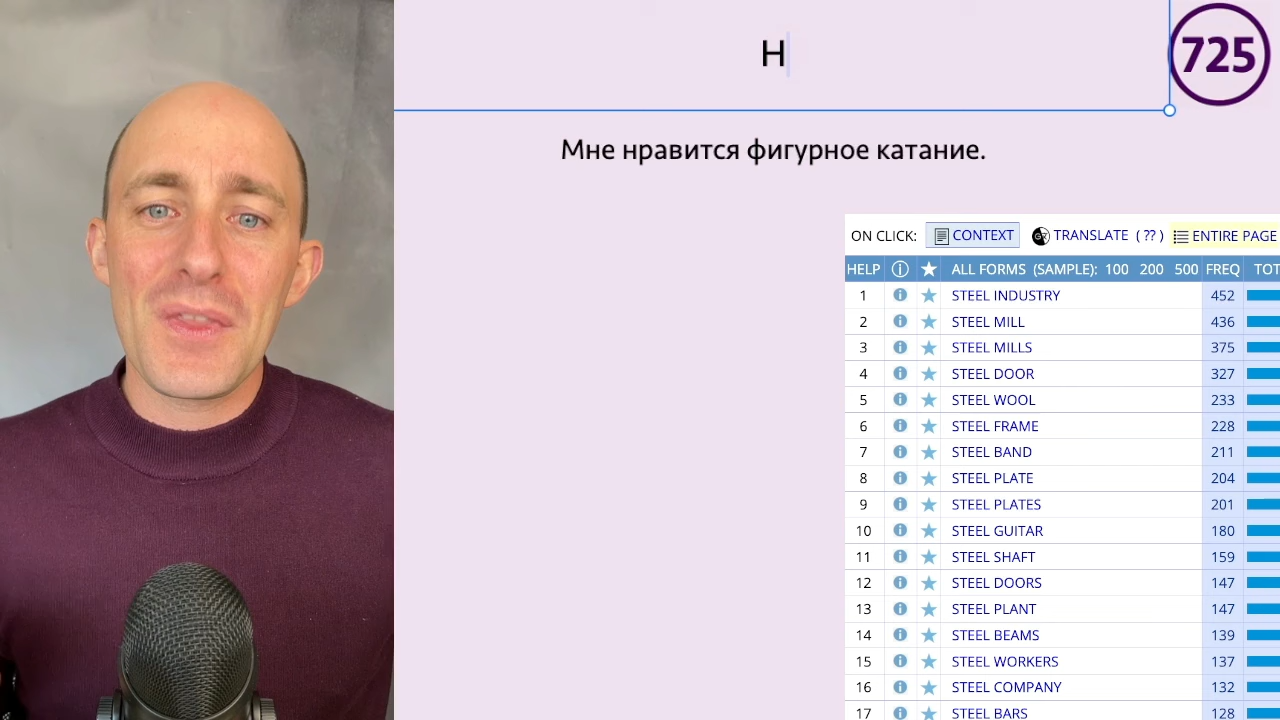 Н
725
Мне нравится фигурное катание.
ON CLICK: CONTEXT TRANSLATE ( ?? ) ENTIRE PAGE
HELP ALL FORMS (SAMPLE): 100 200 500 FREQ TOT
1 STEEL INDUSTRY 452
2 STEEL MILL 436
3 STEEL MILLS 375
4 STEEL DOOR 327
5 STEEL WOOL 233
6 STEEL FRAME 228
7 STEEL BAND 211
8 STEEL PLATE 204
9 STEEL PLATES 201
10 STEEL GUITAR 180
11 STEEL SHAFT 159
12 STEEL DOORS 147
13 STEEL PLANT 147
14 STEEL BEAMS 139
15 STEEL WORKERS 137
16 STEEL COMPANY 132
17 STEEL BARS 128